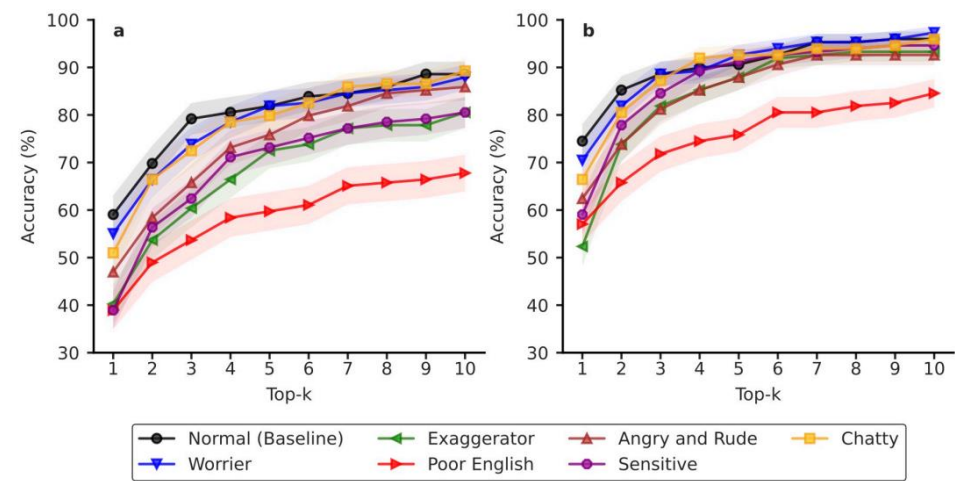 a
100
90
80
70
60
50
40
30
Accuracy (%)
1 2 3 4 5 6 7 8 9 10
Top-k
b
100
90
80
70
60
50
40
30
Accuracy (%)
1 2 3 4 5 6 7 8 9 10
Top-k
Normal (Baseline) Exaggerator Angry and Rude Chatty
Worrier Poor English Sensitive